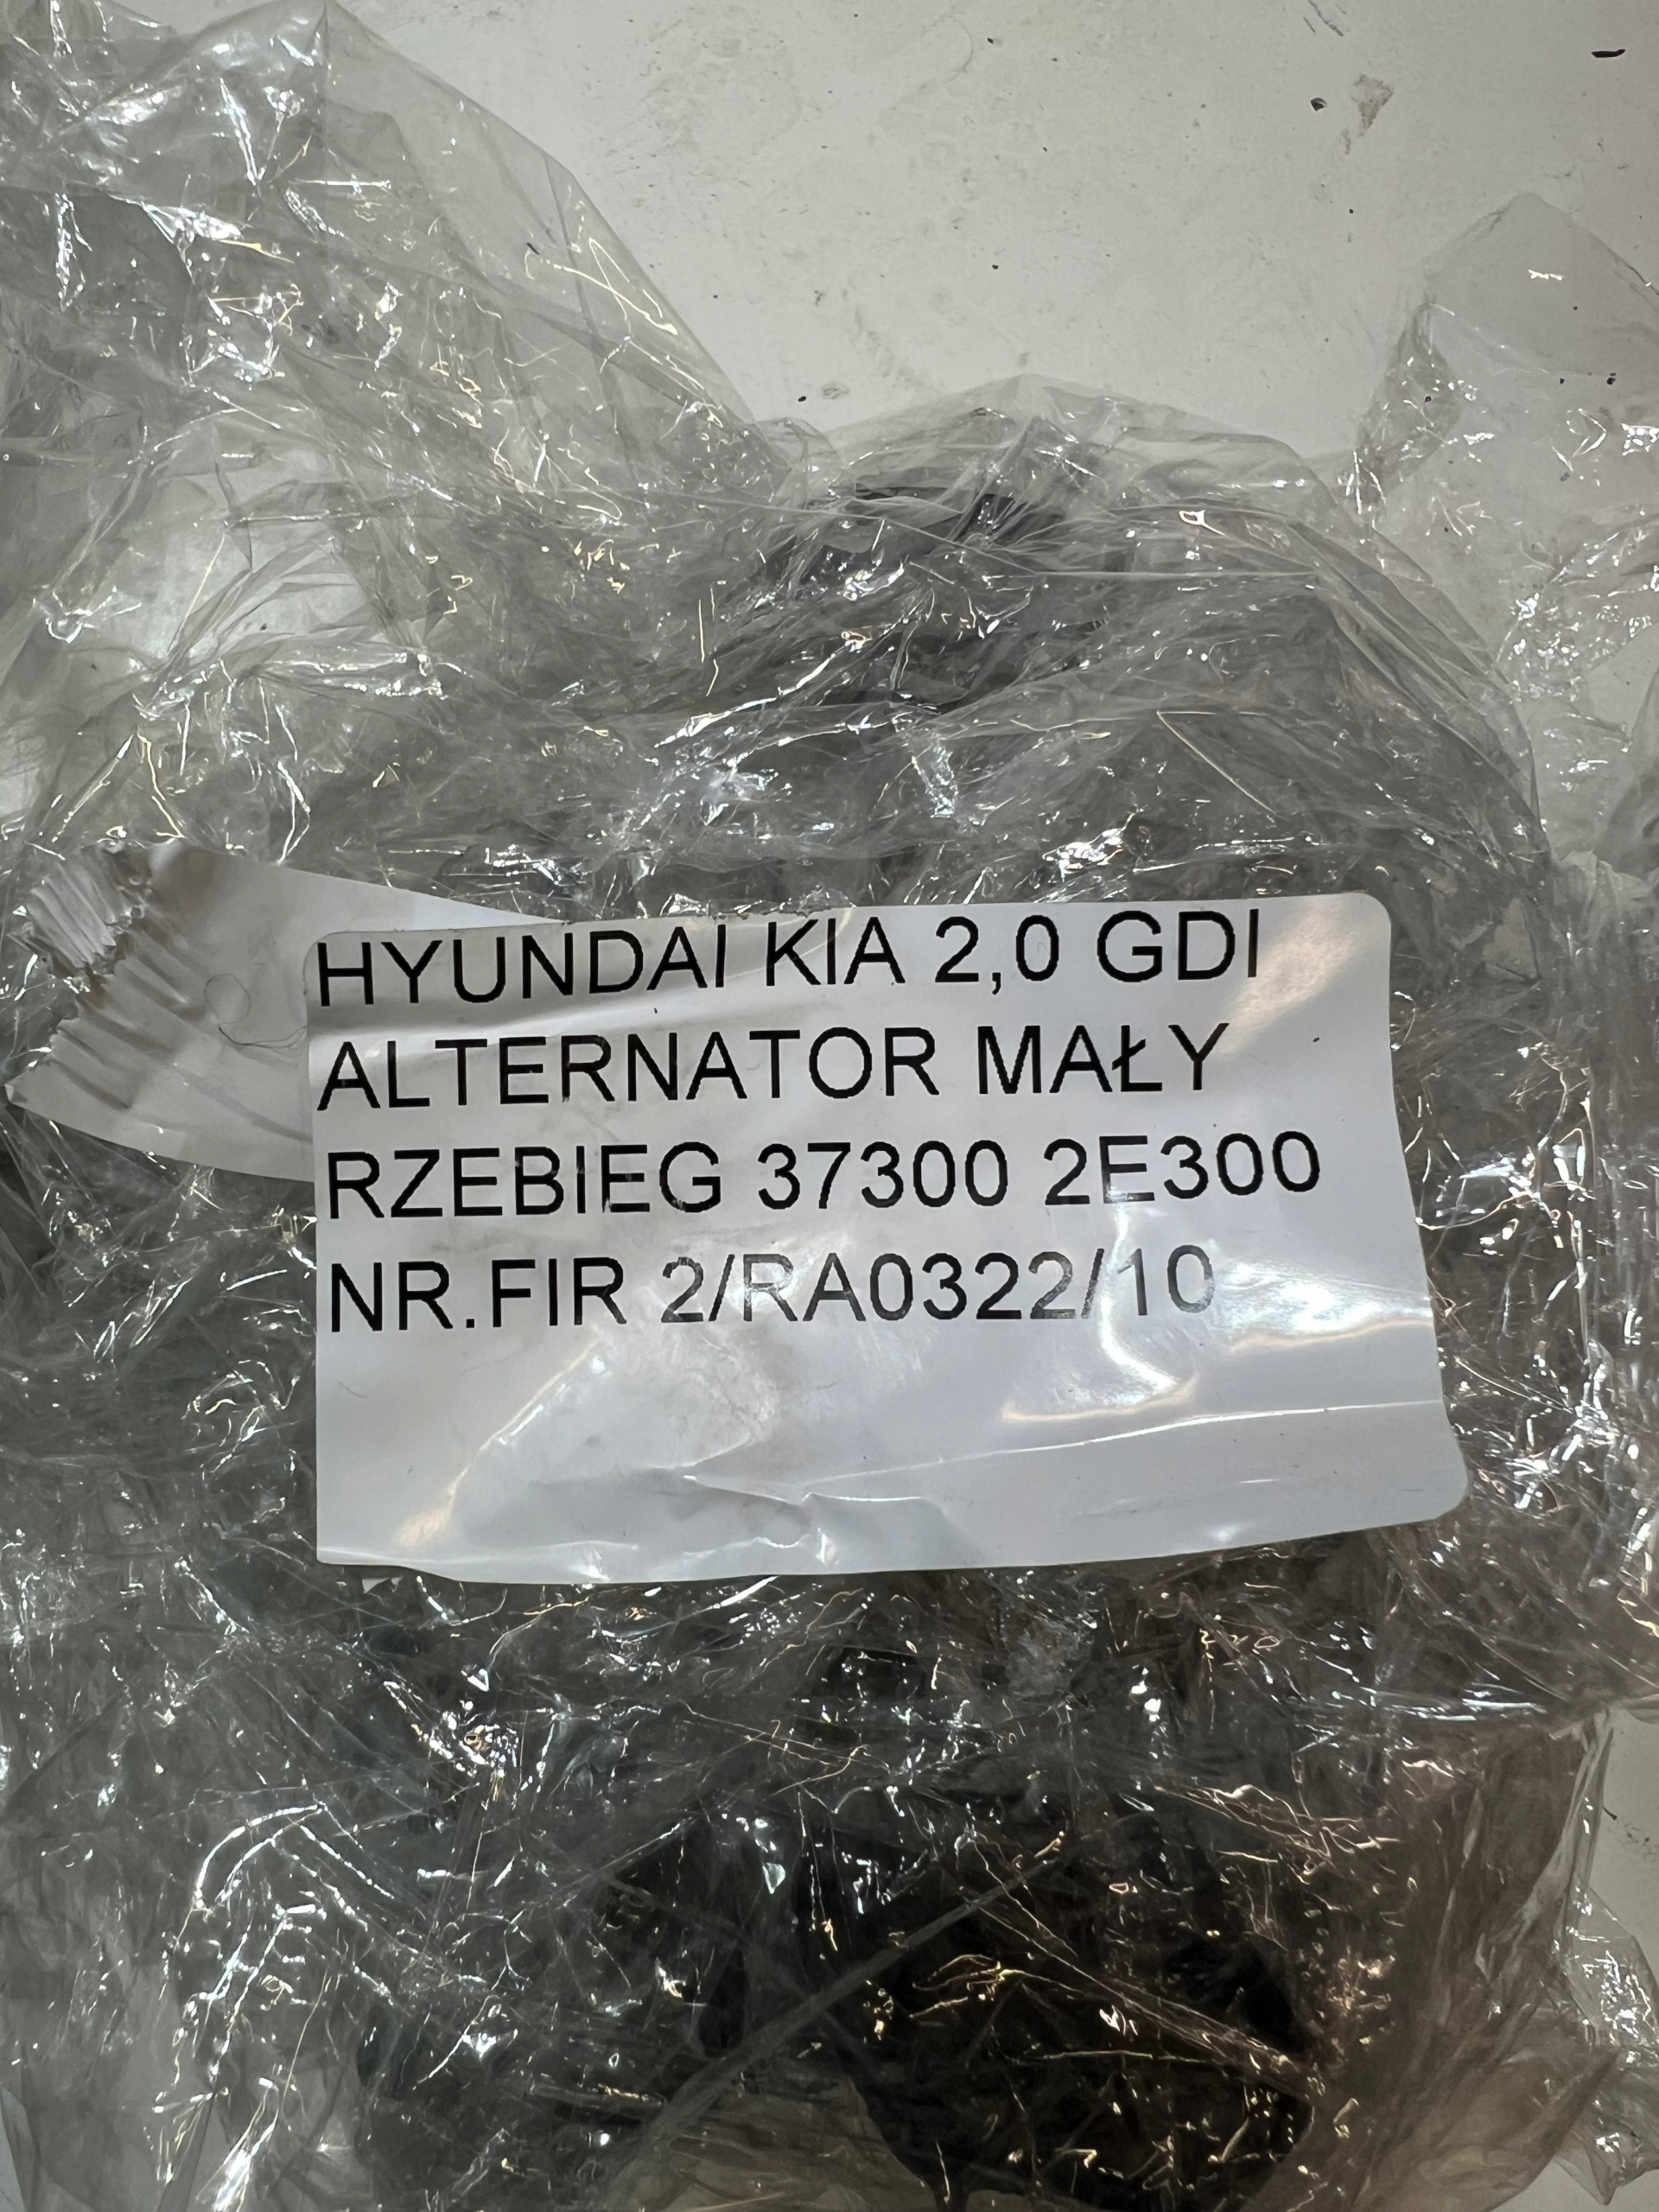 HYUNDAI KIA 2,0 GDI
ALTERNATOR MAŁY
RZEBIEG 37300 2E300
NR.FIR 2/RA0322/10